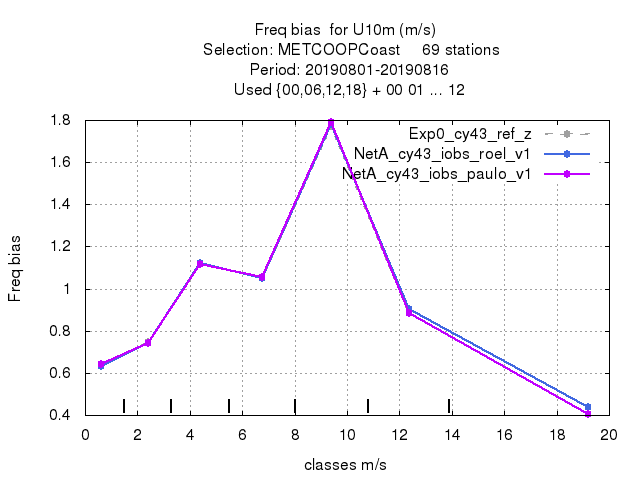 Freq bias  for U10m (m/s)
Selection: METCOOPCoast     69 stations
Period: 20190801-20190816
Used {00,06,12,18} + 00 01 ... 12
Exp0_cy43_ref_z
NetA_cy43_iobs_roel_v1
NetA_cy43_iobs_paulo_v1
Freq bias
1.8
1.6
1.4
1.2
1
0.8
0.6
0.4
0 2 4 6 8 10 12 14 16 18 20
classes m/s